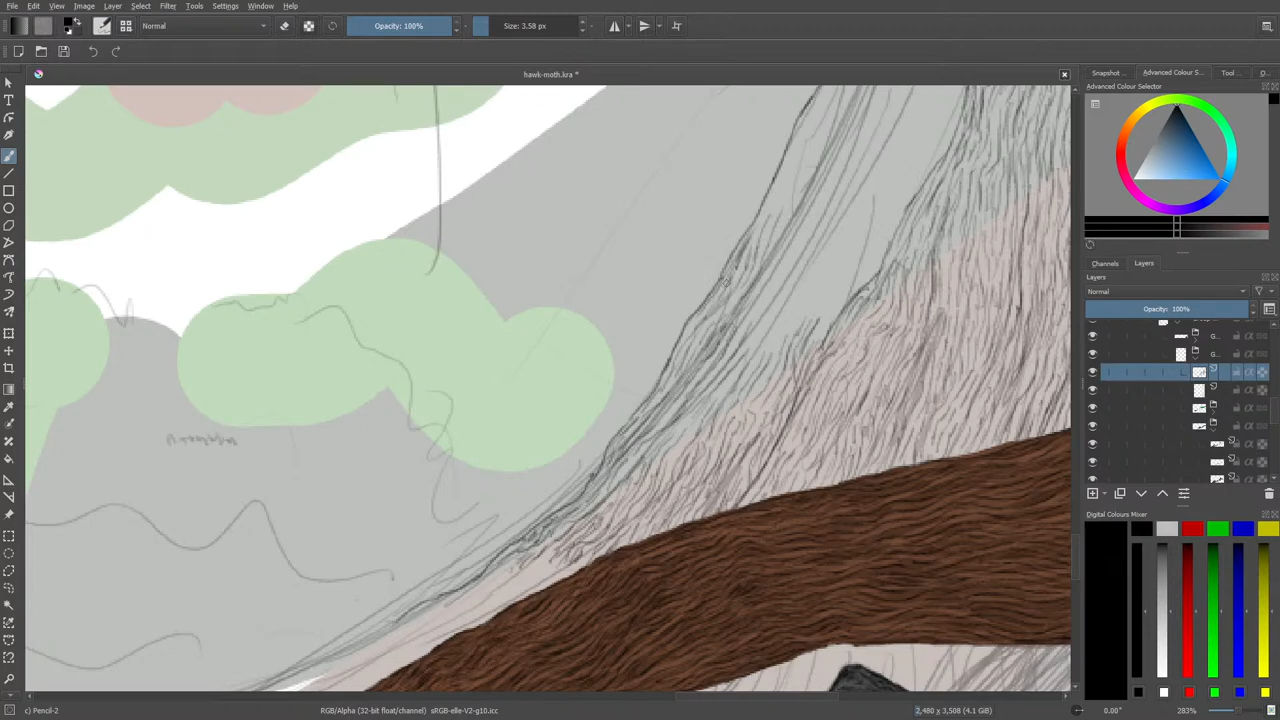 File Edit View Image Layer Select Filter Tools Settings Window Help
Normal Opacity: 100% Size: 3.58 px
hawk-moth.kra *
Snapshot ... Advanced Colour S... Tool ... O...
Advanced Colour Selector
Channels Layers
Layers
Normal
Opacity: 100%
G...
G...
Digital Colours Mixer
c) Pencil-2 RGB/Alpha (32-bit float/channel) sRGB-elle-V2-g10.icc 2,480 x 3,508 (4.1 GiB) 0.00° 283%